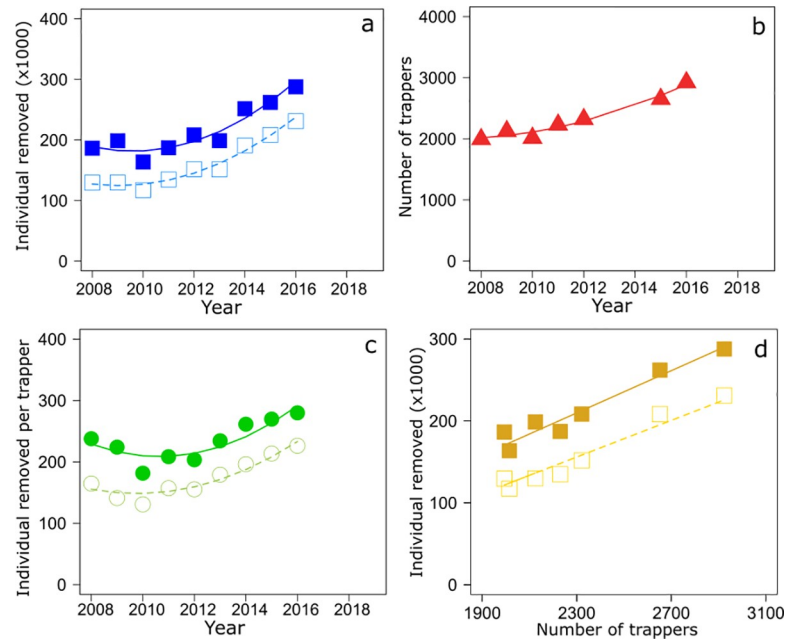 a
Individual removed (x1000)
400
300
200
100
0
2008 2010 2012 2014 2016 2018
Year
b
Number of trappers
4000
3000
2000
1000
0
2008 2010 2012 2014 2016 2018
Year
c
Individual removed per trapper
400
300
200
100
0
2008 2010 2012 2014 2016 2018
Year
d
Individual removed (x1000)
300
200
100
0
1900 2300 2700 3100
Number of trappers